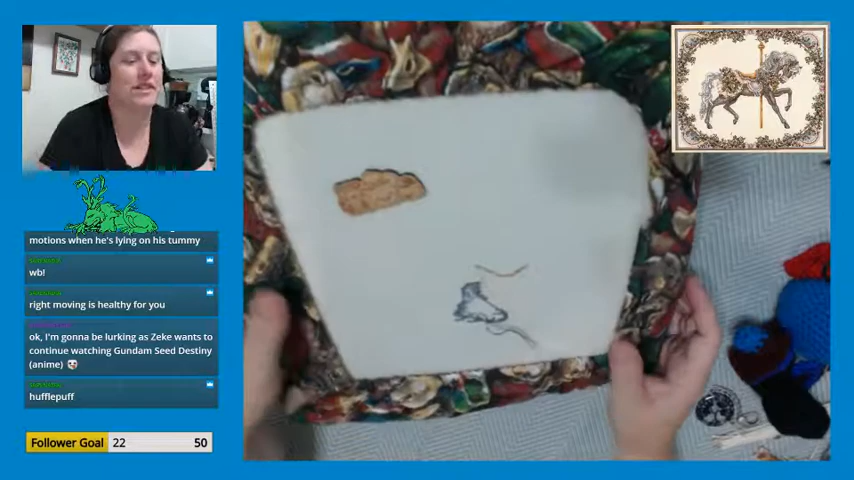 motions when he's lying on his tummy
wb!
right moving is healthy for you
ok, I'm gonna be lurking as Zeke wants to
continue watching Gundam Seed Destiny
(anime)
hufflepuff
Follower Goal 22 50